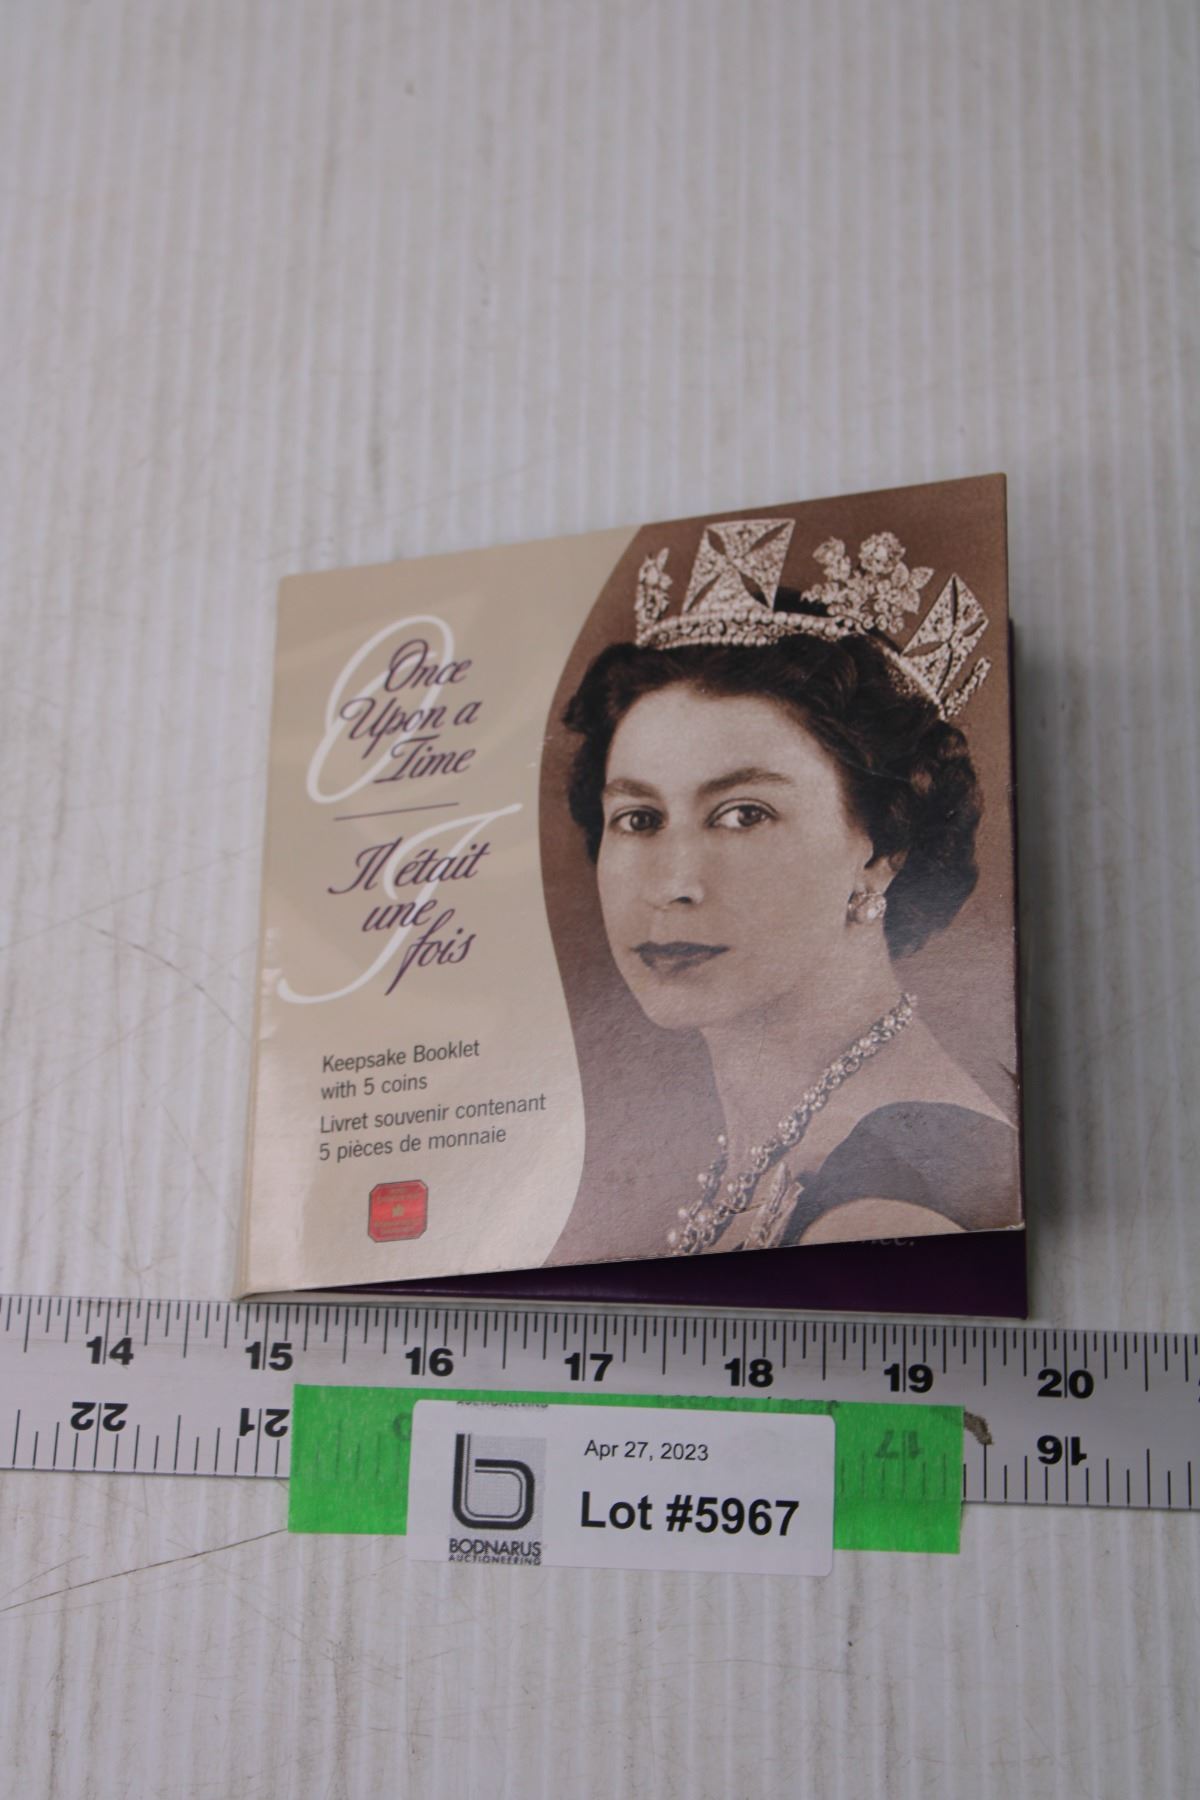 Once
Upon a
Time
Il était
une
fois
Keepsake Booklet
with 5 coins
Livret souvenir contenant
5 pièces de monnaie
14 15 16 17 18 19 20
22 21 17 16
Apr 27, 2023
Lot #5967
BODNARUS
AUCTIONEERING